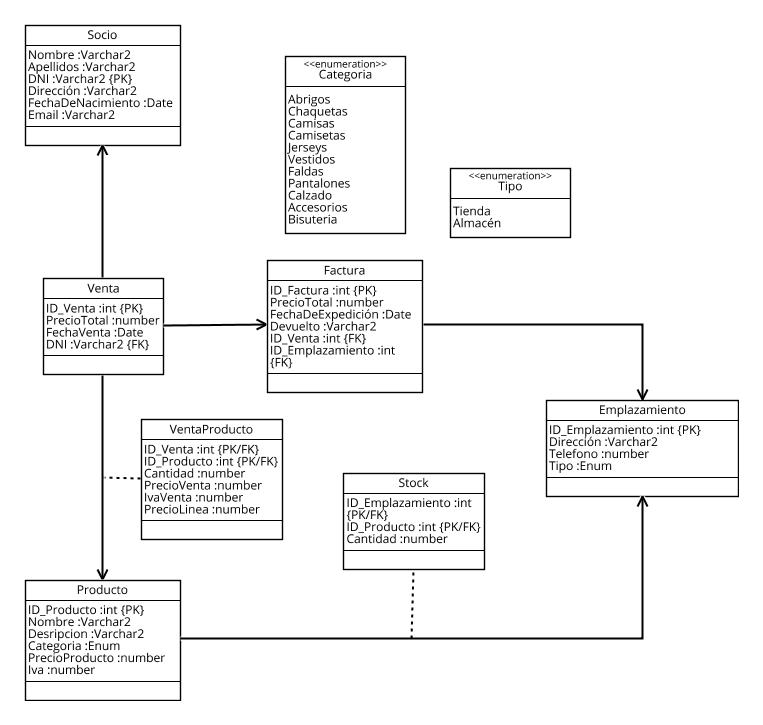 Socio
Nombre :Varchar2
Apellidos :Varchar2
DNI :Varchar2 {PK}
Dirección :Varchar2
FechaDeNacimiento :Date
Email :Varchar2
<<enumeration>>
Categoria
Abrigos
Chaquetas
Camisas
Camisetas
Jerseys
Vestidos
Faldas
Pantalones
Calzado
Accesorios
Bisuteria
<<enumeration>>
Tipo
Tienda
Almacén
Venta
ID_Venta :int {PK}
PrecioTotal :number
FechaVenta :Date
DNI :Varchar2 {FK}
Factura
ID_Factura :int {PK}
PrecioTotal :number
FechaDeExpedición :Date
Devuelto :Varchar2
ID_Venta :int {FK}
ID_Emplazamiento :int
{FK}
Emplazamiento
ID_Emplazamiento :int {PK}
Dirección :Varchar2
Telefono :number
Tipo :Enum
VentaProducto
ID_Venta :int {PK/FK}
ID_Producto :int {PK/FK}
Cantidad :number
PrecioVenta :number
IvaVenta :number
PrecioLinea :number
Stock
ID_Emplazamiento :int
{PK/FK}
ID_Producto :int {PK/FK}
Cantidad :number
Producto
ID_Producto :int {PK}
Nombre :Varchar2
Desripcion :Varchar2
Categoria :Enum
PrecioProducto :number
Iva :number